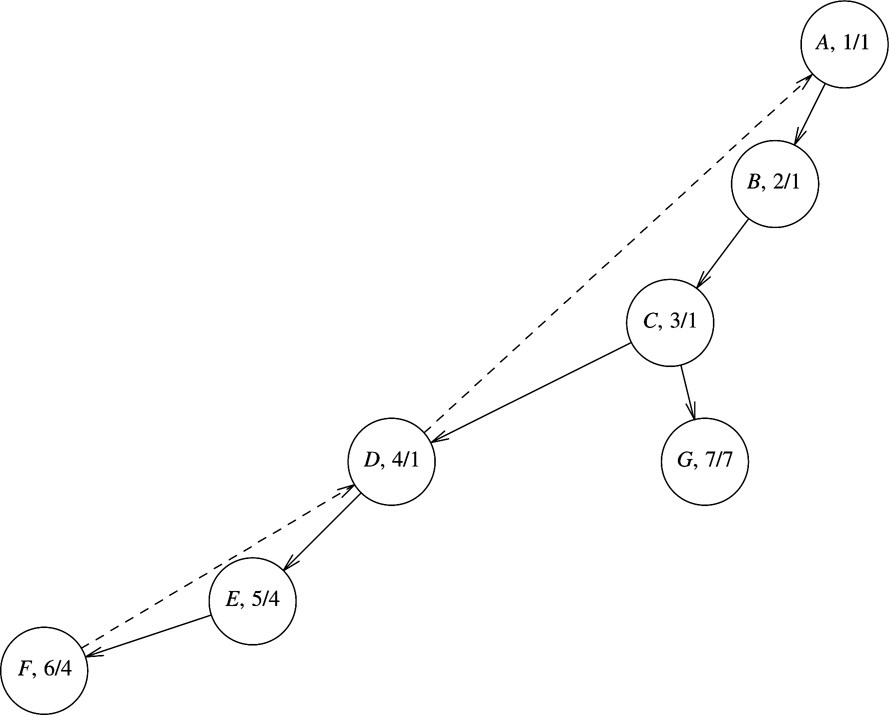 A, 1/1
B, 2/1
C, 3/1
D, 4/1
G, 7/7
E, 5/4
F, 6/4